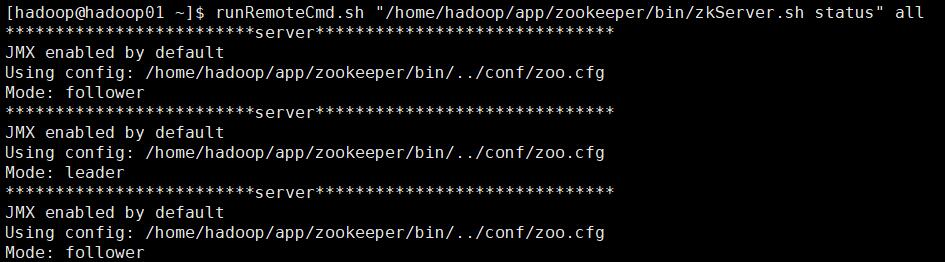 [hadoop@hadoop01 ~]$ runRemoteCmd.sh "/home/hadoop/app/zookeeper/bin/zkServer.sh status" all
*************************server******************************
JMX enabled by default
Using config: /home/hadoop/app/zookeeper/bin/../conf/zoo.cfg
Mode: follower
*************************server******************************
JMX enabled by default
Using config: /home/hadoop/app/zookeeper/bin/../conf/zoo.cfg
Mode: leader
*************************server******************************
JMX enabled by default
Using config: /home/hadoop/app/zookeeper/bin/../conf/zoo.cfg
Mode: follower